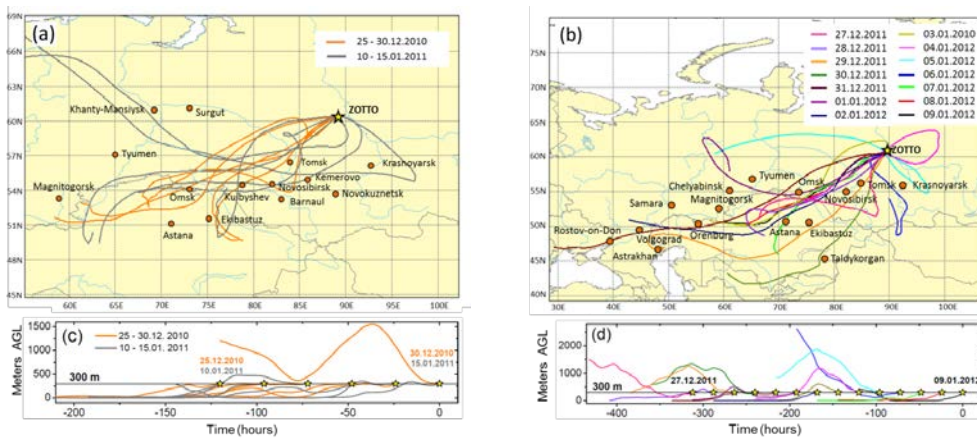 (a)
25 - 30.12.2010
10 - 15.01.2011
69N
66N
63N
60N
57N
54N
51N
48N
45N
ZOTTO
Khanty-Mansiysk
Surgut
Tyumen
Tomsk
Krasnoyarsk
Kemerovo
Magnitogorsk
Omsk
Kuibyshev
Novosibirsk
Novokuznetsk
Barnaul
Ekibastuz
Astana
60E 65E 70E 75E 80E 85E 90E 95E 100E
(b)
27.12.2011 03.01.2010
28.12.2011 04.01.2012
29.12.2011 05.01.2012
30.12.2011 06.01.2012
31.12.2011 07.01.2012
01.01.2012 08.01.2012
02.01.2012 09.01.2012
75N
70N
65N
60N
55N
50N
45N
40N
ZOTTO
Tyumen
Chelyabinsk
Omsk
Tomsk
Krasnoyarsk
Samara
Magnitogorsk
Novosibirsk
Rostov-on-Don
Volgograd
Orenburg
Astana
Ekibastuz
Astrakhan
Taldykorgan
30E 40E 50E 60E 70E 80E 90E 100E
(c)
25 - 30.12.2010
10 - 15.01. 2011
Meters AGL
1500
1000
500
0
300 m
25.12.2010
10.01.2011
30.12.2010
15.01.2011
-200 -150 -100 -50 0
Time (hours)
(d)
Meters AGL
2000
1000
0
300 m
27.12.2011
09.01.2012
-400 -300 -200 -100 0
Time (hours)